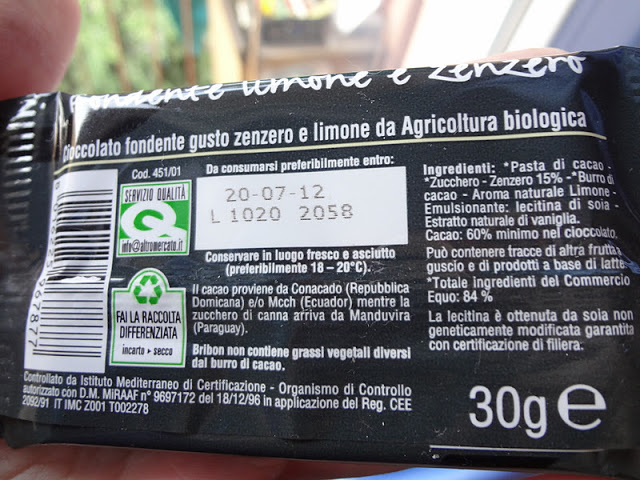 fondente limone e zenzero
Cioccolato fondente gusto zenzero e limone da Agricoltura biologica
Cod. 451/01
SERVIZIO QUALITÀ
Q
info@altromercato.it
FAI LA RACCOLTA
DIFFERENZIATA
incarto ▸ secco
Da consumarsi preferibilmente entro:
20-07-12
L 1020 2058
Conservare in luogo fresco e asciutto
(preferibilmente 18 – 20°C).
Il cacao proviene da Conacado (Repubblica
Domicana) e/o Mcch (Ecuador) mentre lo
zucchero di canna arriva da Manduvira
(Paraguay).
Bribon non contiene grassi vegetali diversi
dal burro di cacao.
Ingredienti: *Pasta di cacao -
*Zucchero - Zenzero 15% -*Burro di
cacao - Aroma naturale Limone -
Emulsionante: lecitina di soia -
Estratto naturale di vaniglia.
Cacao: 60% minimo nel cioccolato.
Può contenere tracce di altra frutta a
guscio e di prodotti a base di latte.
*Totale ingredienti del Commercio
Equo: 84 %
La lecitina è ottenuta da soia non
geneticamente modificata garantita
con certificazione di filiera.
Controllato da Istituto Mediterraneo di Certificazione - Organismo di Controllo
autorizzato con D.M. MiRAAF n° 9697172 del 18/12/96 in applicazione del Reg. CEE
2092/91 IT IMC Z001 T002278
30g e